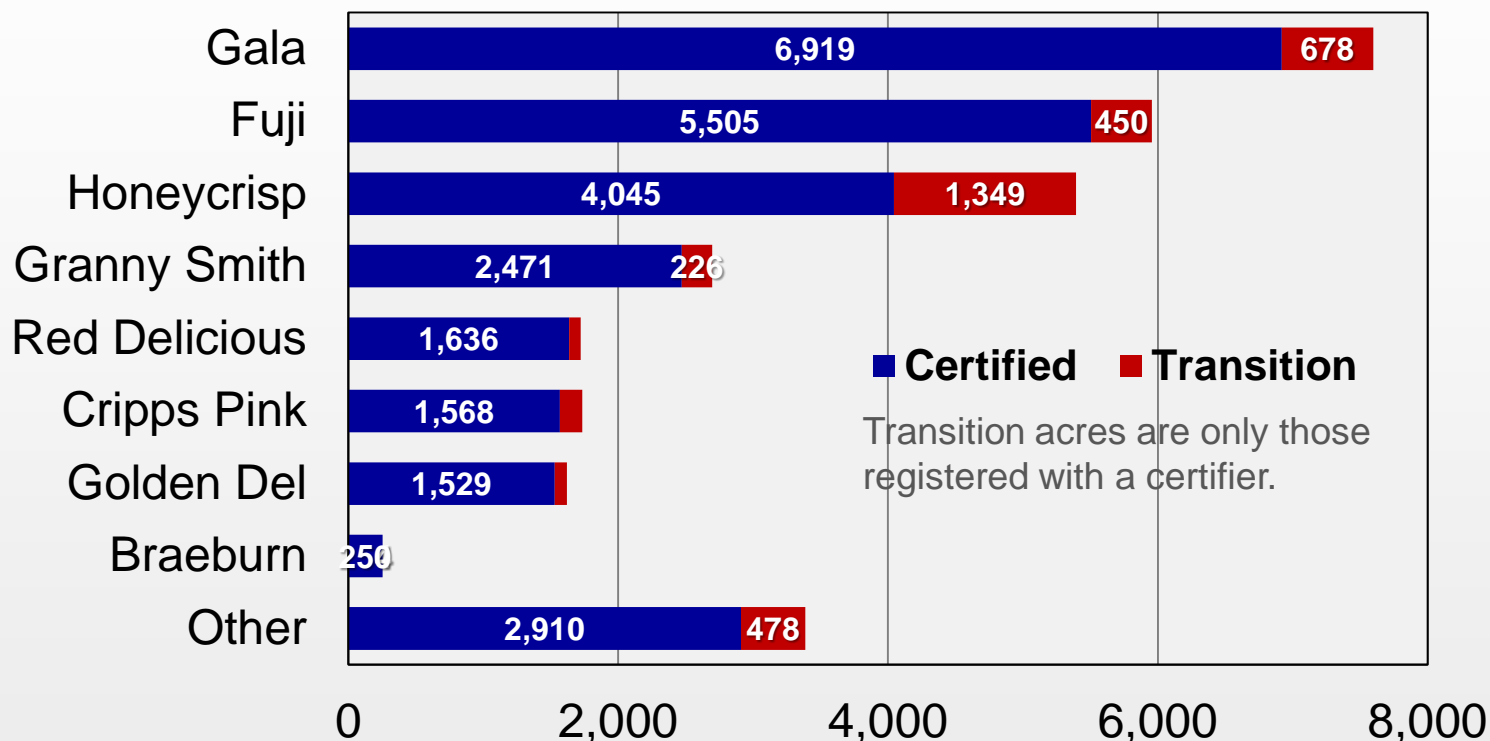 Gala 6,919 678
Fuji 5,505 450
Honeycrisp 4,045 1,349
Granny Smith 2,471 226
Red Delicious 1,636
Certified Transition
Cripps Pink 1,568
Transition acres are only those
registered with a certifier.
Golden Del 1,529
Braeburn
Other 2,910 478
0 2,000 4,000 6,000 8,000